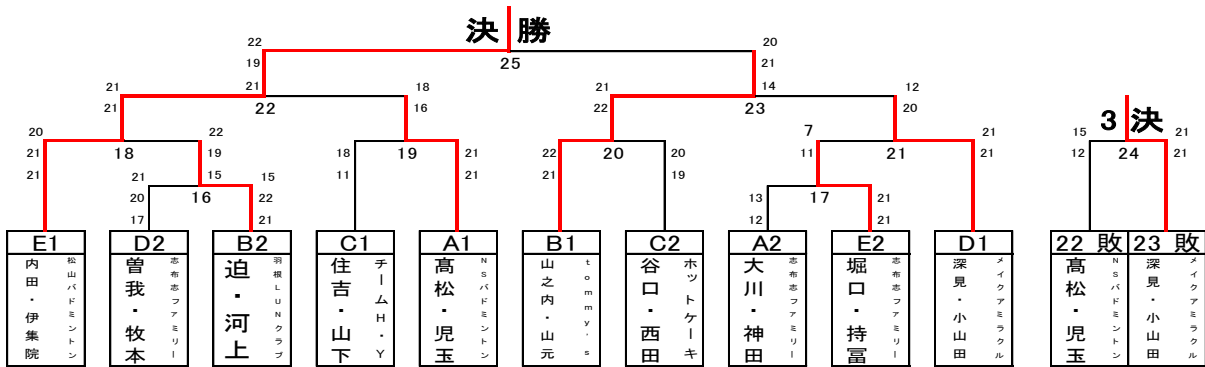 決 勝
22 20
19 25 21
21 21 18 21 14 12
21 22 16 22 23 20
20 22 7 21 3 決
21 18 19 18 19 21 22 20 20 11 21 21 15 24 21
21 21 15 15 11 21 21 19 21 12 21
20 16 22 13 17 21
17 21 12 21
E1 D2 B2 C1 A1 B1 C2 A2 E2 D1 22 敗 23 敗
内田・伊集院 松山バドミントン
曽我・牧本 志布志ファミリー
迫・河上 羽根LUNクラブ
住吉・山下 チームH・Y
髙松・児玉 NSバドミントン
山之内・山元 tommy's
谷口・西田 ホットケーキ
大川・神田 志布志ファミリー
堀口・持冨 志布志ファミリー
深見・小山田 メイクアミラクル
髙松・児玉 NSバドミントン
深見・小山田 メイクアミラクル